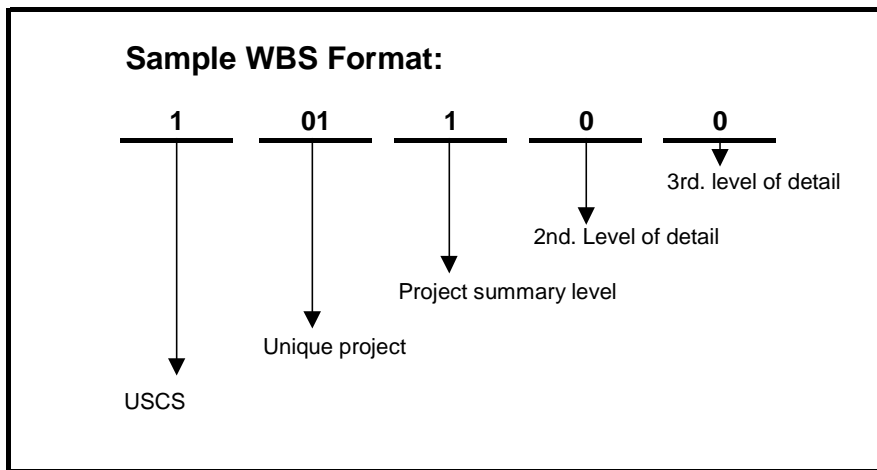 Sample WBS Format:
1 01 1 0 0
3rd. level of detail
2nd. Level of detail
Project summary level
Unique project
USCS